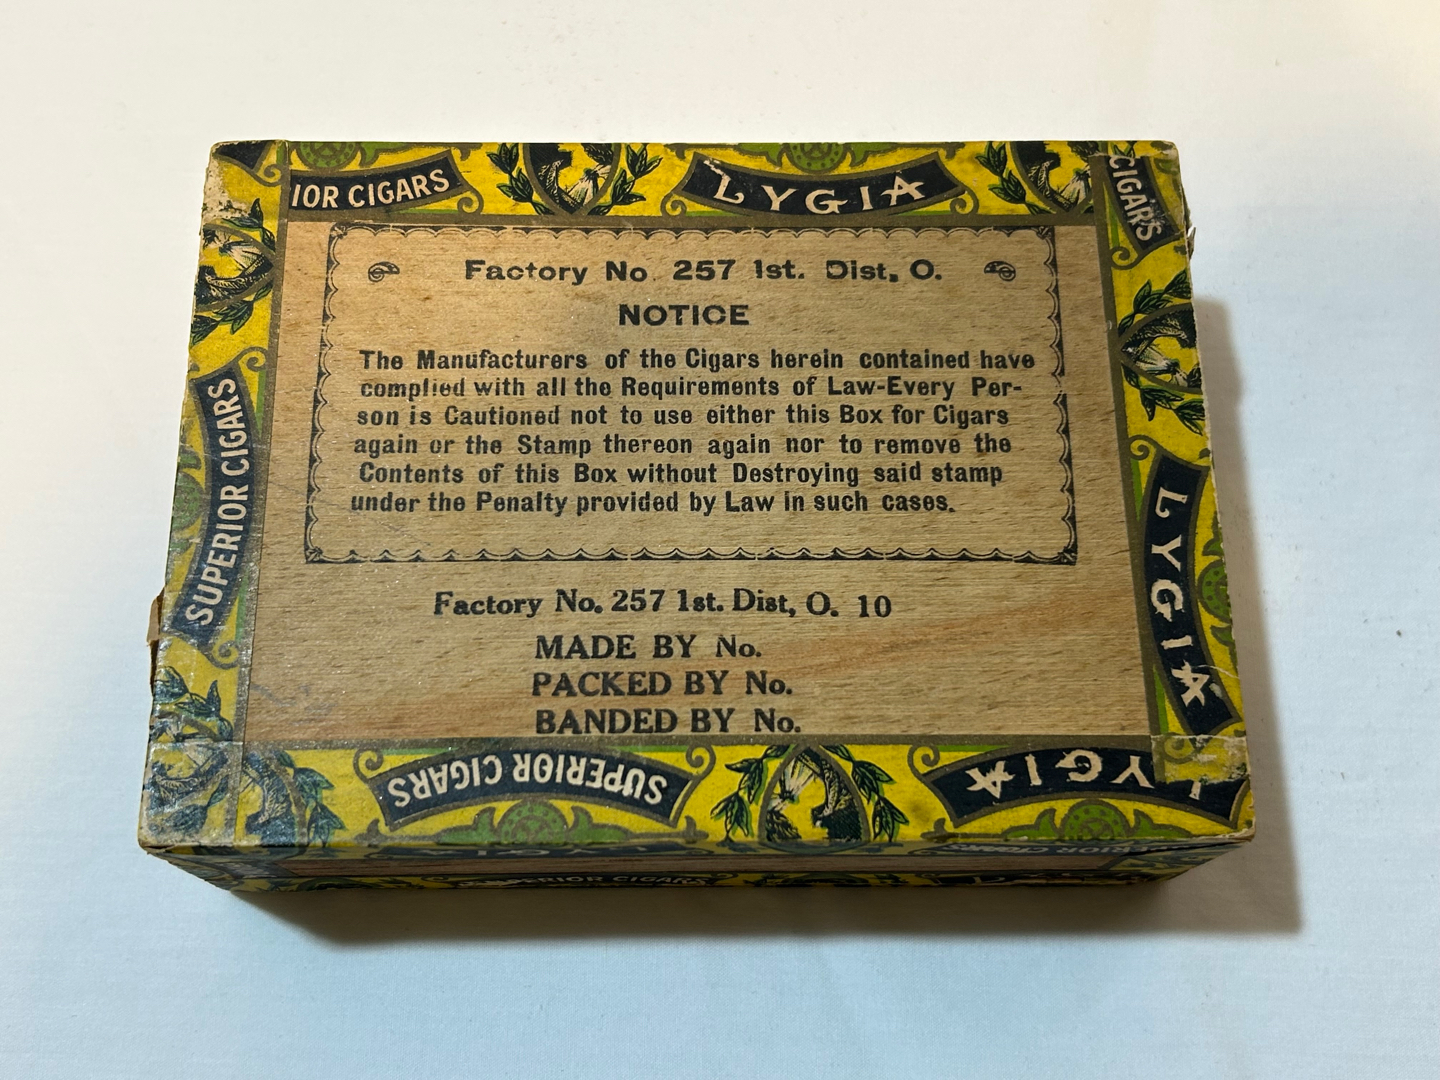 IOR CIGARS
LYGIA
CIGARS
Factory No. 257 1st. Dist, O.
NOTICE
The Manufacturers of the Cigars herein contained have
complied with all the Requirements of Law-Every Per-
son is Cautioned not to use either this Box for Cigars
again or the Stamp thereon again nor to remove the
Contents of this Box without Destroying said stamp
under the Penalty provided by Law in such cases.
Factory No. 257 1st. Dist, O. 10
MADE BY No.
PACKED BY No.
BANDED BY No.
SUPERIOR CIGARS
LYGIA
SUPERIOR CIGARS
LYGIA
SUPERIOR CIGARS